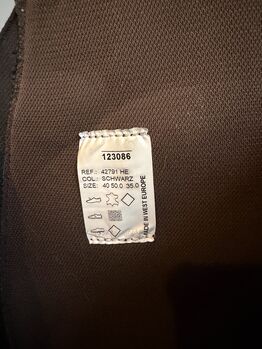 123086
REF.: 42791 HE
COL.: SCHWARZ
SIZE: 40 50.0 35.0
MADE IN WEST EUROPE